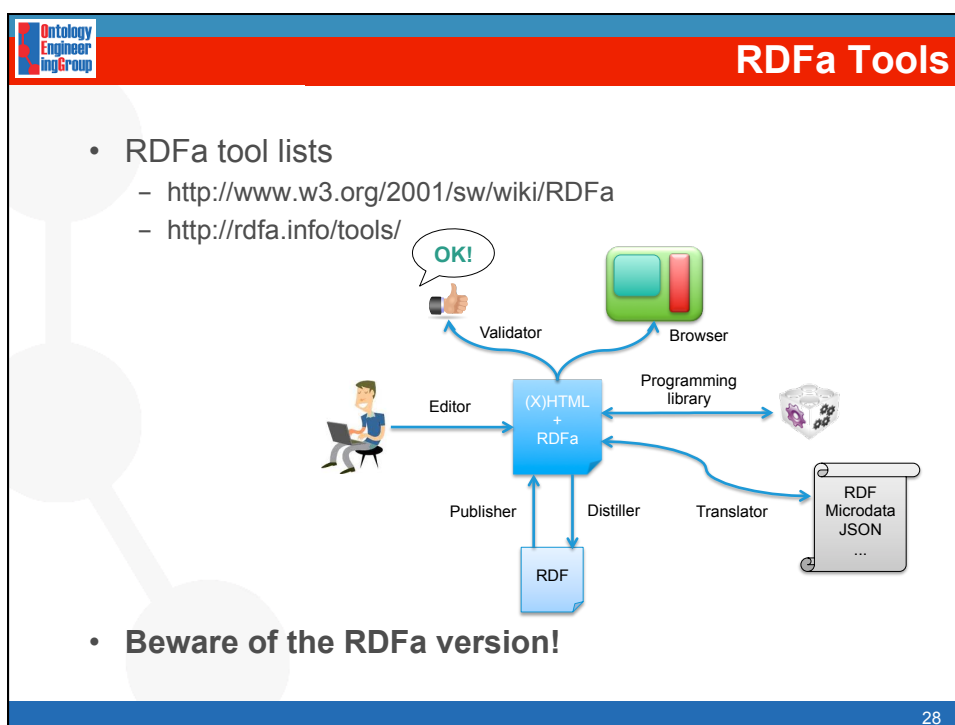 Ontology
Engineer
ingGroup
RDFa Tools
• RDFa tool lists
– http://www.w3.org/2001/sw/wiki/RDFa
– http://rdfa.info/tools/
OK!
Validator
Browser
Editor
(X)HTML
+
RDFa
Programming
library
Publisher
Distiller
Translator
RDF
Microdata
JSON
...
RDF
• Beware of the RDFa version!
28